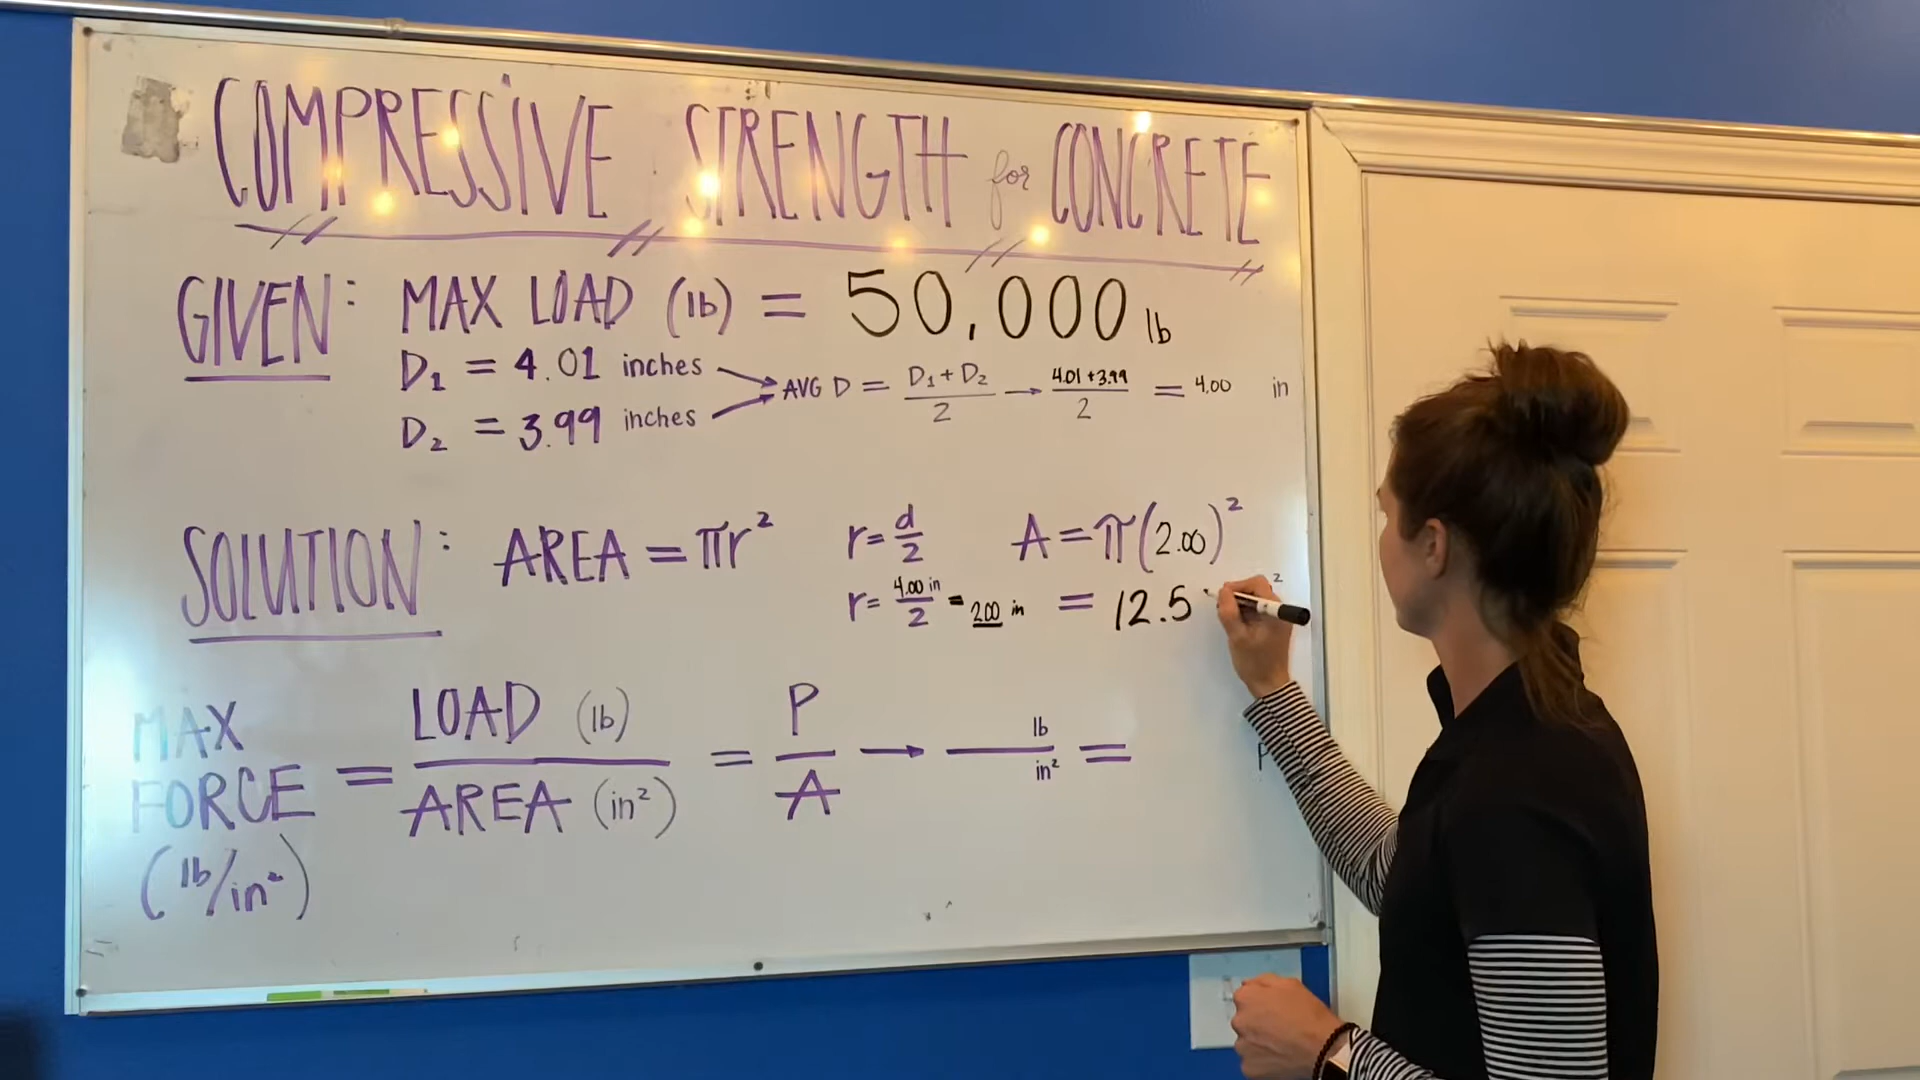 COMPRESSIVE STRENGTH for CONCRETE
GIVEN: MAX LOAD (lb) = 50,000 lb
D₁ = 4.01 inches
D₂ = 3.99 inches
AVG D = D₁ + D₂ / 2 → 4.01 + 3.99 / 2 = 4.00 in
SOLUTION: AREA = πr² r = d/2 A = π(2.00)²
r = 4.00 in / 2 = 2.00 in = 12.5 ²
MAX FORCE (lb/in²) = LOAD (lb) / AREA (in²) = P / A → lb / in² = P